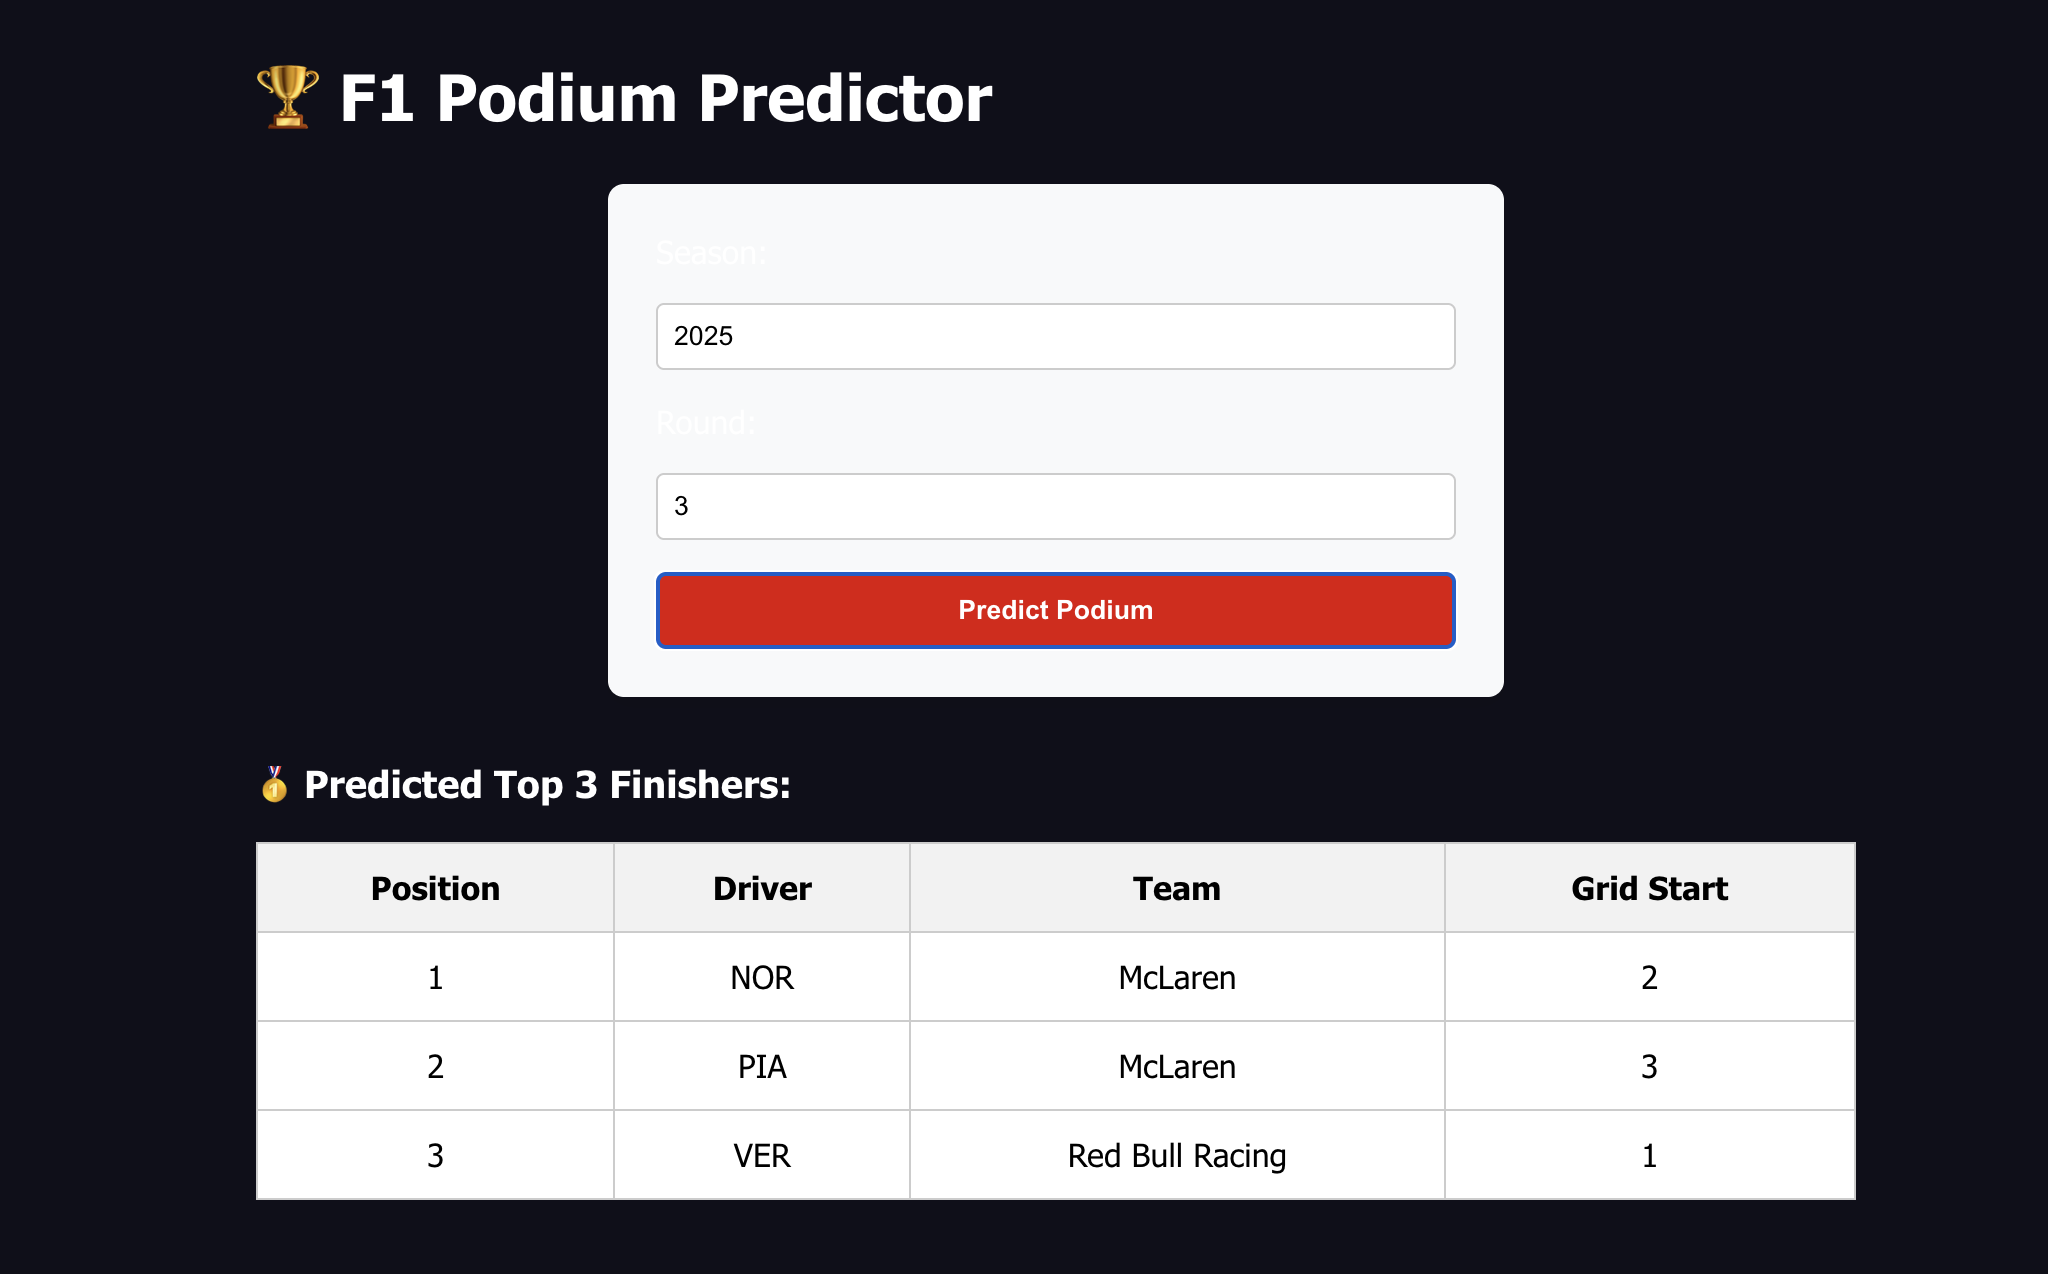 🏆 F1 Podium Predictor
Season:
2025
Round:
3
Predict Podium
🥇 Predicted Top 3 Finishers:
Position Driver Team Grid Start
1 NOR McLaren 2
2 PIA McLaren 3
3 VER Red Bull Racing 1